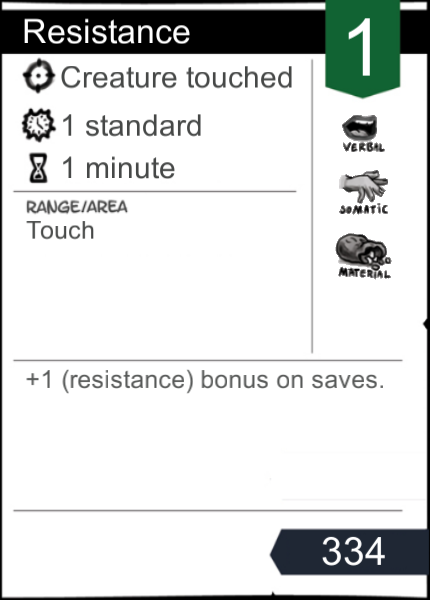 Resistance
1
Creature touched
1 standard
1 minute
VERBAL
SOMATIC
MATERIAL
RANGE/AREA
Touch
+1 (resistance) bonus on saves.
334